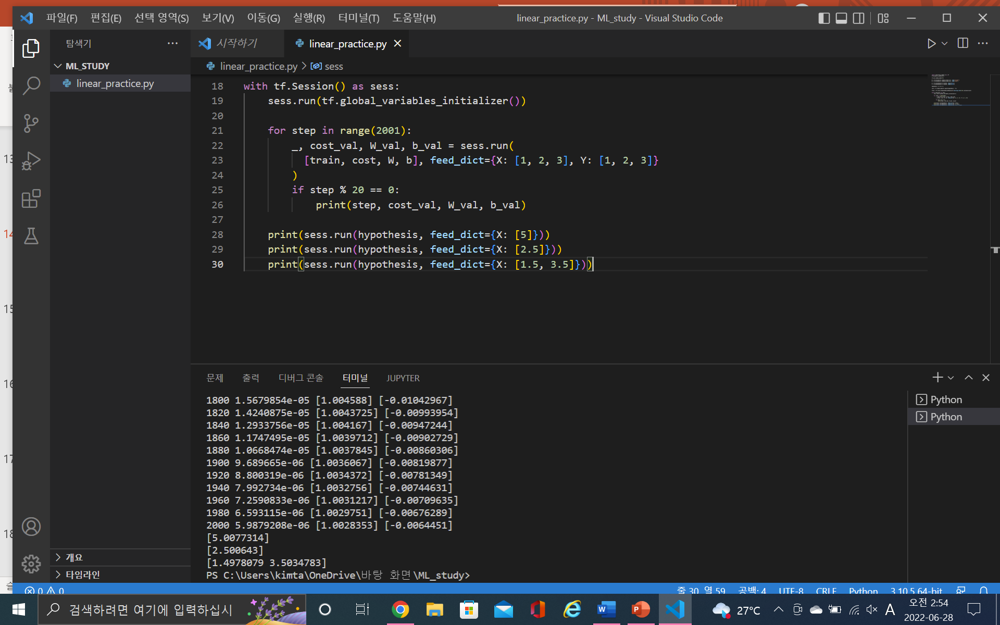 파일(F) 편집(E) 선택 영역(S) 보기(V) 이동(G) 실행(R) 터미널(T) 도움말(H)
linear_practice.py - ML_study - Visual Studio Code
탐색기
시작하기
linear_practice.py
ML_STUDY
linear_practice.py
linear_practice.py > sess
18 with tf.Session() as sess:
19 sess.run(tf.global_variables_initializer())
20
21 for step in range(2001):
22 _, cost_val, W_val, b_val = sess.run(
23 [train, cost, W, b], feed_dict={X: [1, 2, 3], Y: [1, 2, 3]}
24 )
25 if step % 20 == 0:
26 print(step, cost_val, W_val, b_val)
27
28 print(sess.run(hypothesis, feed_dict={X: [5]}))
29 print(sess.run(hypothesis, feed_dict={X: [2.5]}))
30 print(sess.run(hypothesis, feed_dict={X: [1.5, 3.5]}))
13
14
15
16
17
18
문제 출력 디버그 콘솔 터미널 JUPYTER
1800 1.5679854e-05 [1.004588] [-0.01042967]
1820 1.4240875e-05 [1.0043725] [-0.00993954]
1840 1.2933756e-05 [1.004167] [-0.00947244]
1860 1.1747495e-05 [1.0039712] [-0.00902729]
1880 1.0668474e-05 [1.0037845] [-0.00860306]
1900 9.689665e-06 [1.0036067] [-0.00819877]
1920 8.800319e-06 [1.0034372] [-0.00781349]
1940 7.992734e-06 [1.0032756] [-0.00744631]
1960 7.2590833e-06 [1.0031217] [-0.00709635]
1980 6.593115e-06 [1.0029751] [-0.00676289]
2000 5.9879208e-06 [1.0028353] [-0.0064451]
[5.0077314]
[2.500643]
[1.4978079 3.5034783]
PS C:\Users\kimta\OneDrive\바탕 화면\ML_study>
Python
Python
개요
타임라인
0 0
줄 30, 열 59 공백: 4 UTF-8 CRLF Python 3.10.5 64-bit
검색하려면 여기에 입력하십시
27°C
A
오전 2:54
2022-06-28